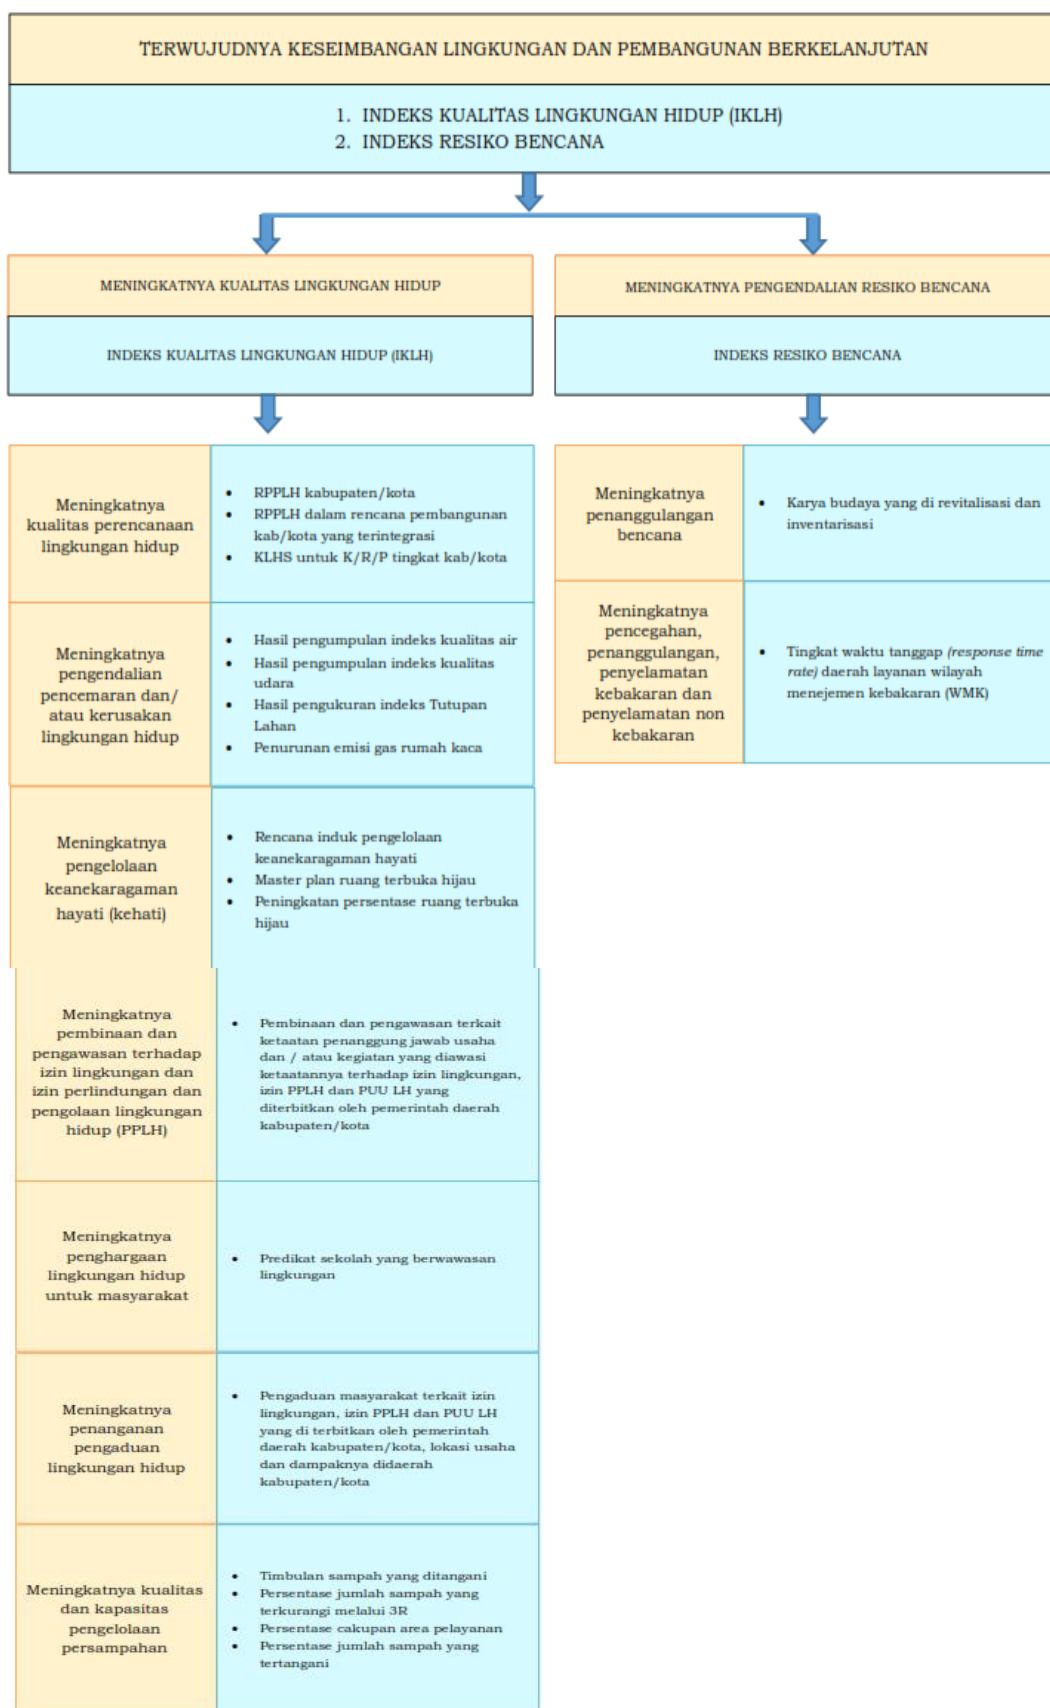 TERWUJUDNYA KESEIMBANGAN LINGKUNGAN DAN PEMBANGUNAN BERKELANJUTAN
1. INDEKS KUALITAS LINGKUNGAN HIDUP (IKLH)
2. INDEKS RESIKO BENCANA
MENINGKATNYA KUALITAS LINGKUNGAN HIDUP
INDEKS KUALITAS LINGKUNGAN HIDUP (IKLH)
MENINGKATNYA PENGENDALIAN RESIKO BENCANA
INDEKS RESIKO BENCANA
Meningkatnya
kualitas perencanaan
lingkungan hidup
• RPPLH kabupaten/kota
• RPPLH dalam rencana pembangunan
kab/kota yang terintegrasi
• KLHS untuk K/R/P tingkat kab/kota
Meningkatnya
pengendalian
pencemaran dan/
atau kerusakan
lingkungan hidup
• Hasil pengumpulan indeks kualitas air
• Hasil pengumpulan indeks kualitas
udara
• Hasil pengukuran indeks Tutupan
Lahan
• Penurunan emisi gas rumah kaca
Meningkatnya
pengelolaan
keanekaragaman
hayati (kehati)
• Rencana induk pengelolaan
keanekaragaman hayati
• Master plan ruang terbuka hijau
• Peningkatan persentase ruang terbuka
hijau
Meningkatnya
pembinaan dan
pengawasan terhadap
izin lingkungan dan
izin perlindungan dan
pengolaan lingkungan
hidup (PPLH)
• Pembinaan dan pengawasan terkait
ketaatan penanggung jawab usaha
dan / atau kegiatan yang diawasi
ketaatannya terhadap izin lingkungan,
izin PPLH dan PUU LH yang
diterbitkan oleh pemerintah daerah
kabupaten/kota
Meningkatnya
penghargaan
lingkungan hidup
untuk masyarakat
• Predikat sekolah yang berwawasan
lingkungan
Meningkatnya
penanganan
pengaduan
lingkungan hidup
• Pengaduan masyarakat terkait izin
lingkungan, izin PPLH dan PUU LH
yang di terbitkan oleh pemerintah
daerah kabupaten/kota, lokasi usaha
dan dampaknya didaerah
kabupaten/kota
Meningkatnya kualitas
dan kapasitas
pengelolaan
persampahan
• Timbulan sampah yang ditangani
• Persentase jumlah sampah yang
terkurangi melalui 3R
• Persentase cakupan area pelayanan
• Persentase jumlah sampah yang
tertangani
Meningkatnya
penanggulangan
bencana
• Karya budaya yang di revitalisasi dan
inventarisasi
Meningkatnya
pencegahan,
penanggulangan,
penyelamatan
kebakaran dan
penyelamatan non
kebakaran
• Tingkat waktu tanggap (response time
rate) daerah layanan wilayah
menejemen kebakaran (WMK)